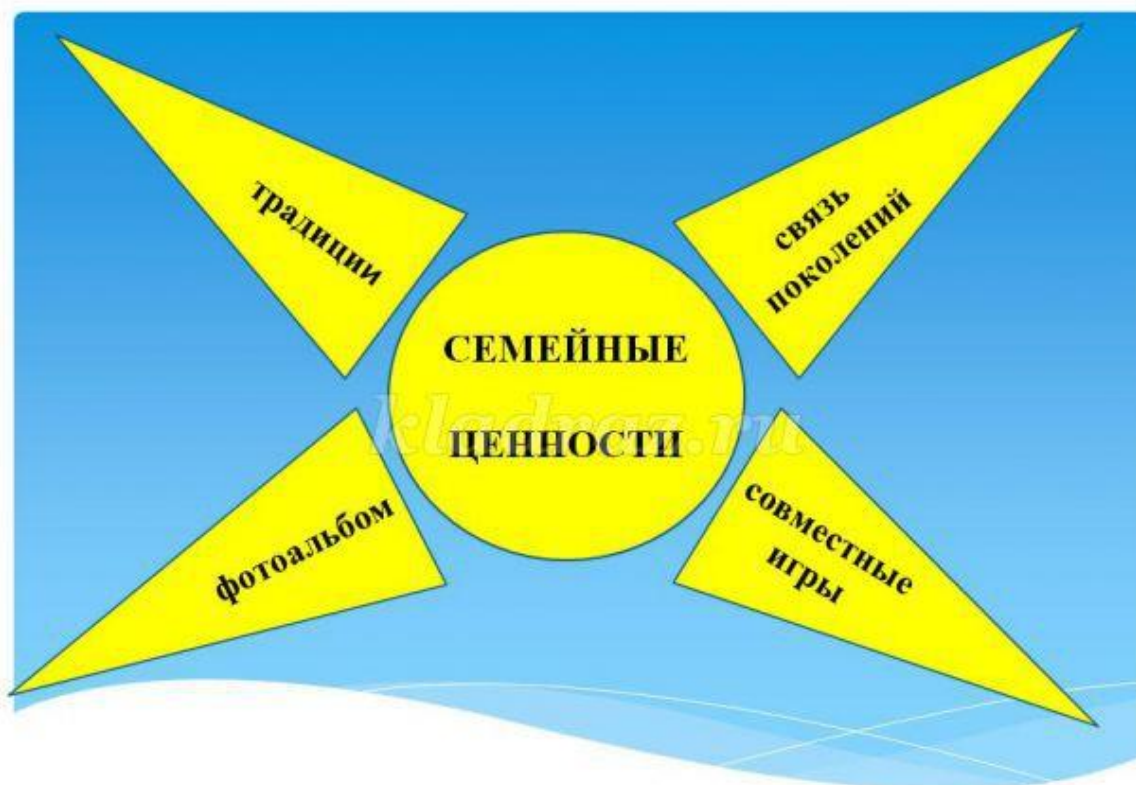 традиции
связь
поколений
СЕМЕЙНЫЕ
kladraz.ru
ЦЕННОСТИ
фотоальбом
совместные
игры